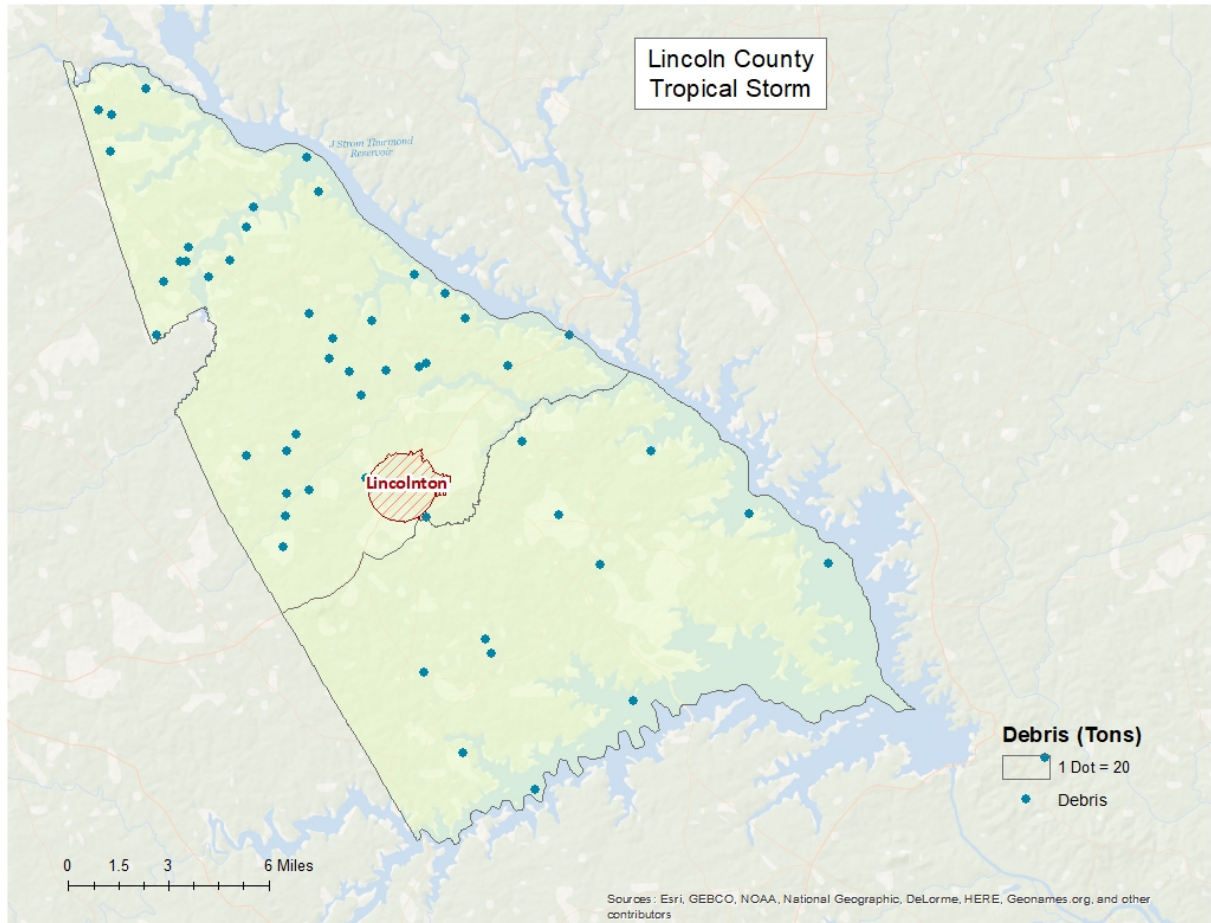 Lincoln County
Tropical Storm
J Strom Thurmond
Reservoir
Lincolnton
Debris (Tons)
1 Dot = 20
Debris
0 1.5 3 6 Miles
Sources: Esri, GEBCO, NOAA, National Geographic, DeLorme, HERE, Geonames.org, and other
contributors